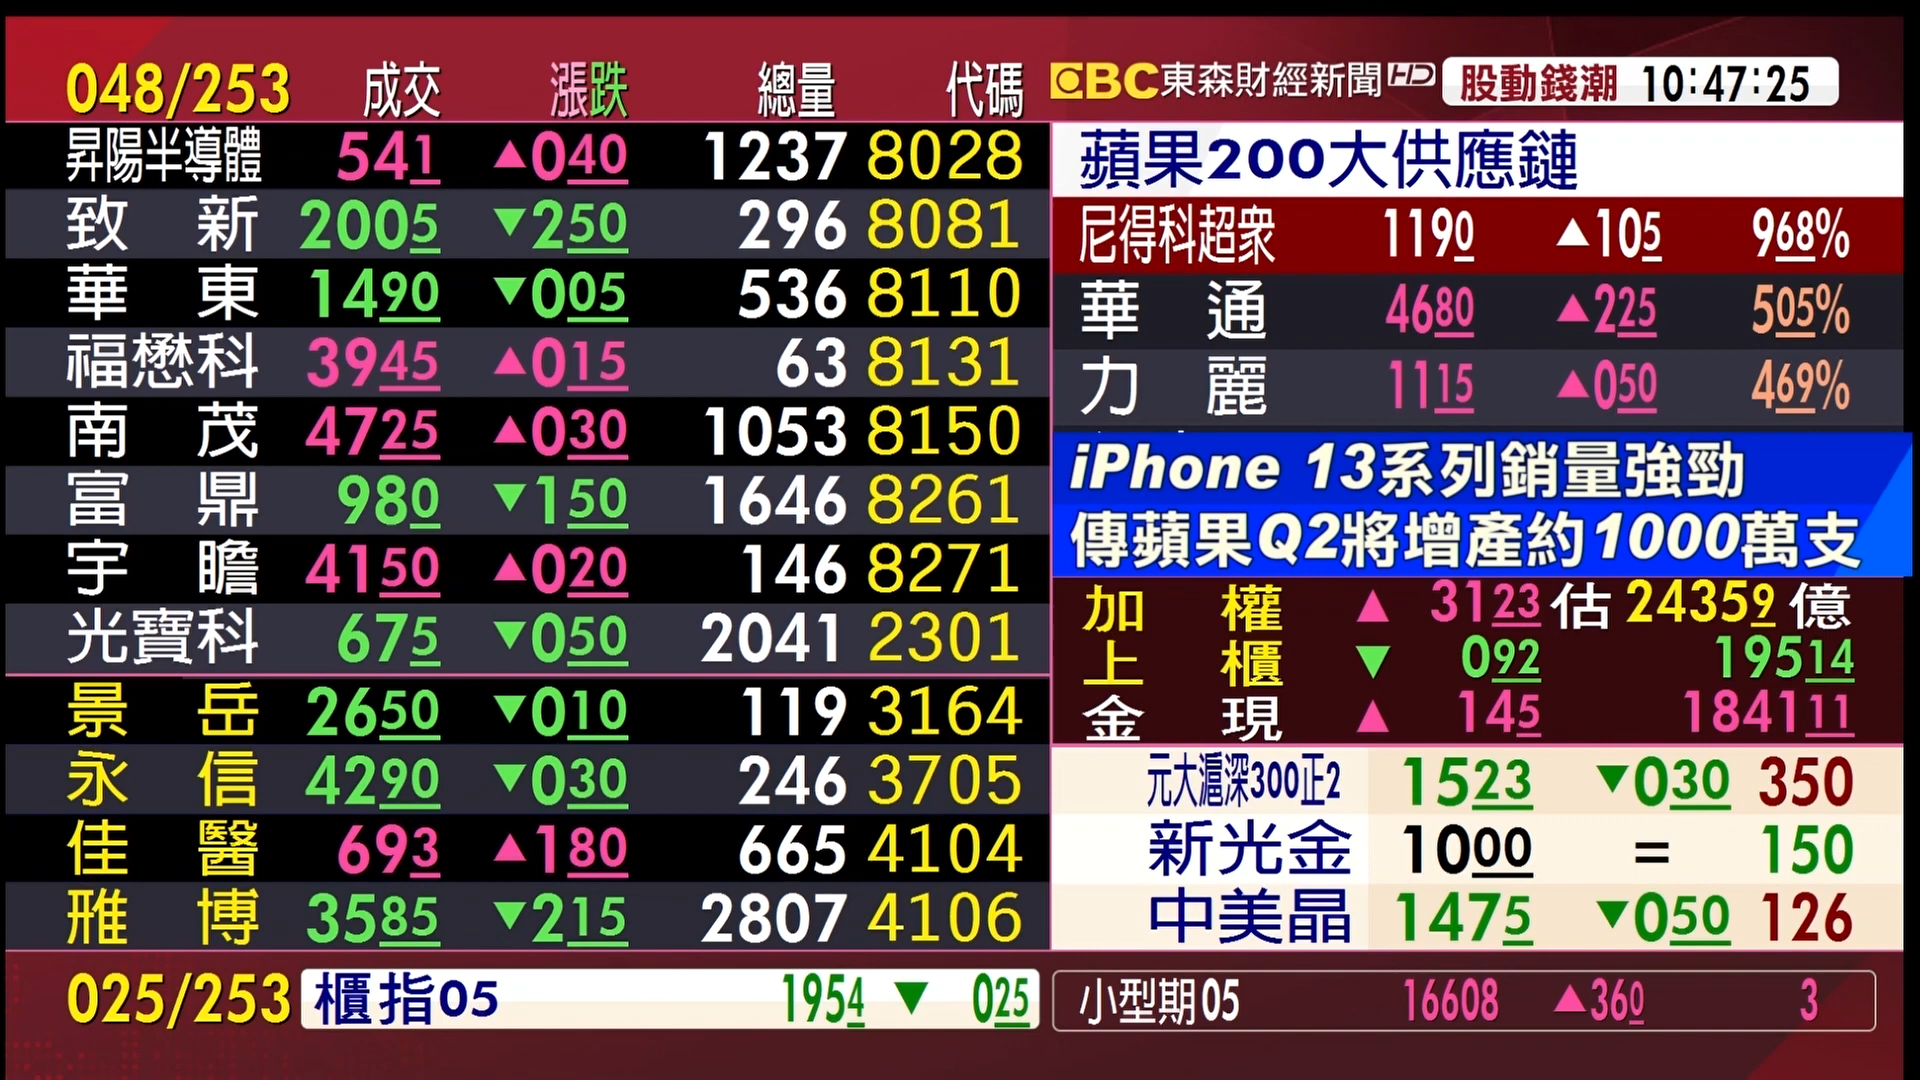 048/253 成交 漲跌 總量 代碼
昇陽半導體 541 ▲040 1237 8028
致新 2005 ▼250 296 8081
華東 1490 ▼005 536 8110
福懋科 3945 ▲015 63 8131
南茂 4725 ▲030 1053 8150
富鼎 980 ▼150 1646 8261
宇瞻 4150 ▲020 146 8271
光寶科 675 ▼050 2041 2301
景岳 2650 ▼010 119 3164
永信 4290 ▼030 246 3705
佳醫 693 ▲180 665 4104
雃博 3585 ▼215 2807 4106
025/253 櫃指05 1954 ▼ 025
EBC東森財經新聞HD 股動錢潮 10:47:25
蘋果200大供應鏈
尼得科超眾 1190 ▲105 968%
華通 4680 ▲225 505%
力麗 1115 ▲050 469%
iPhone 13系列銷量強勁
傳蘋果Q2將增產約1000萬支
加權 ▲ 3123 估 24359 億
上櫃 ▼ 092 19514
金現 ▲ 145 184111
元大滬深300正2 1523 ▼030 350
新光金 1000 = 150
中美晶 1475 ▼050 126
小型期05 16608 ▲360 3